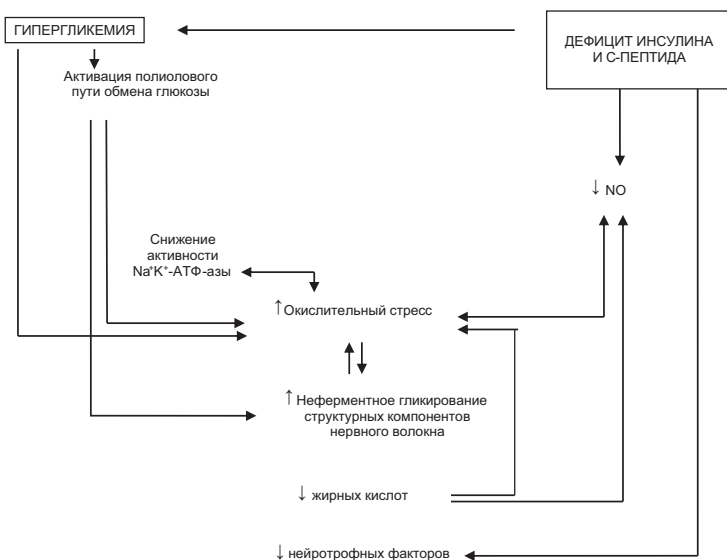 ГИПЕРГЛИКЕМИЯ
ДЕФИЦИТ ИНСУЛИНА
И С-ПЕПТИДА
Активация полиолового
пути обмена глюкозы
↓ NO
Снижение
активности
Na⁺K⁺-АТФ-азы
↑Окислительный стресс
↑ Неферментное гликирование
структурных компонентов
нервного волокна
↓ жирных кислот
↓ нейротрофных факторов